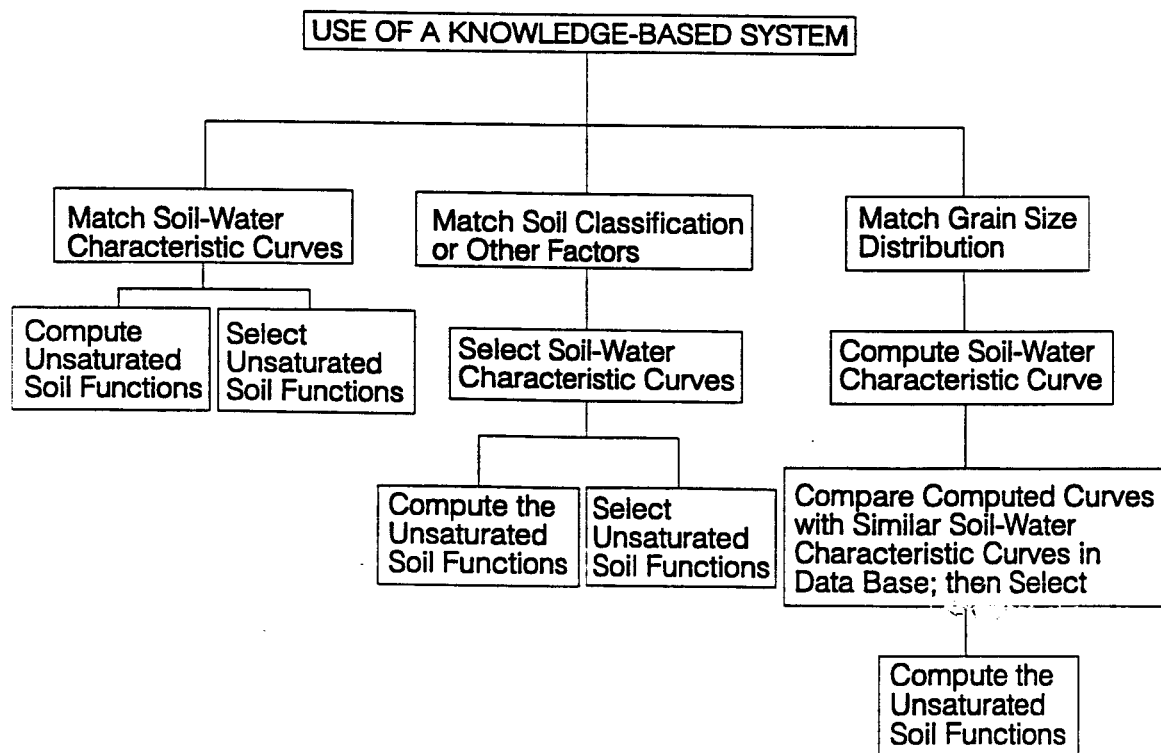 USE OF A KNOWLEDGE-BASED SYSTEM
Match Soil-Water
Characteristic Curves
Match Soil Classification
or Other Factors
Match Grain Size
Distribution
Compute
Unsaturated
Soil Functions
Select
Unsaturated
Soil Functions
Select Soil-Water
Characteristic Curves
Compute Soil-Water
Characteristic Curve
Compute the
Unsaturated
Soil Functions
Select
Unsaturated
Soil Functions
Compare Computed Curves
with Similar Soil-Water
Characteristic Curves in
Data Base; then Select
Compute the
Unsaturated
Soil Functions